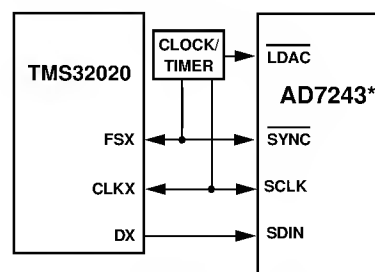 CLOCK/
TIMER
TMS32020
LDAC
AD7243*
FSX
SYNC
CLKX
SCLK
DX
SDIN